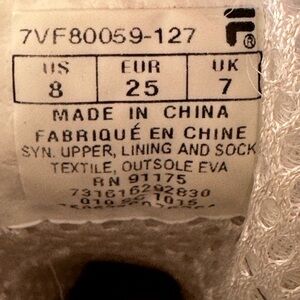 7VF80059-127
US EUR UK
8 25 7
MADE IN CHINA
FABRIQUÉ EN CHINE
SYN. UPPER, LINING AND SOCK
TEXTILE, OUTSOLE EVA
RN 91175
731616292830
1015